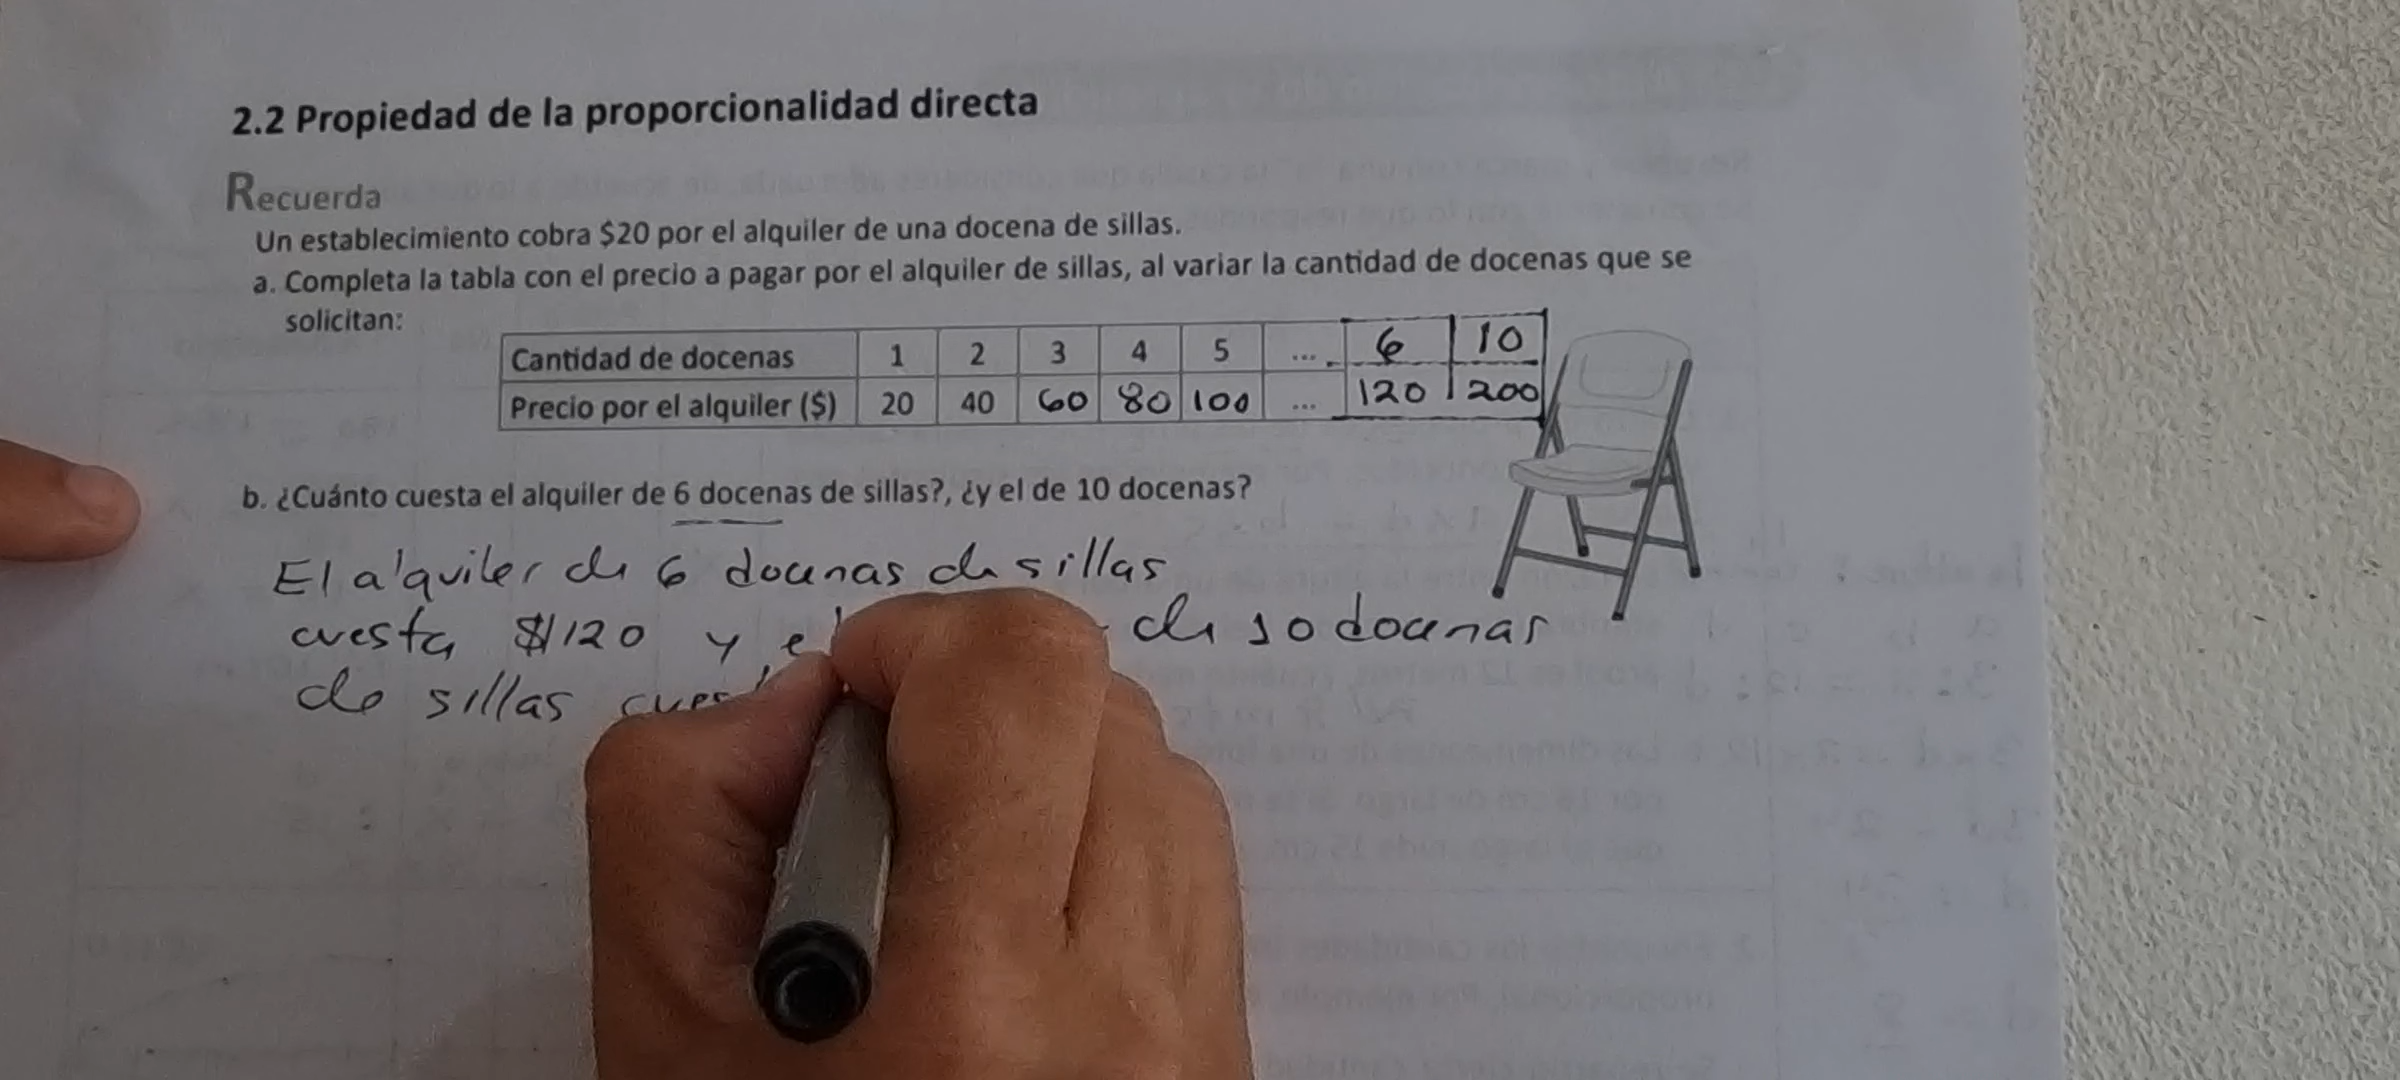 2.2 Propiedad de la proporcionalidad directa
Recuerda
Un establecimiento cobra $20 por el alquiler de una docena de sillas.
a. Completa la tabla con el precio a pagar por el alquiler de sillas, al variar la cantidad de docenas que se
solicitan:
Cantidad de docenas 1 2 3 4 5 ... 6 10
Precio por el alquiler ($) 20 40 60 80 100 ... 120 200
b. ¿Cuánto cuesta el alquiler de 6 docenas de sillas?, ¿y el de 10 docenas?
El alquiler de 6 docenas de sillas
cuesta $120 y de 10 docenas
de sillas